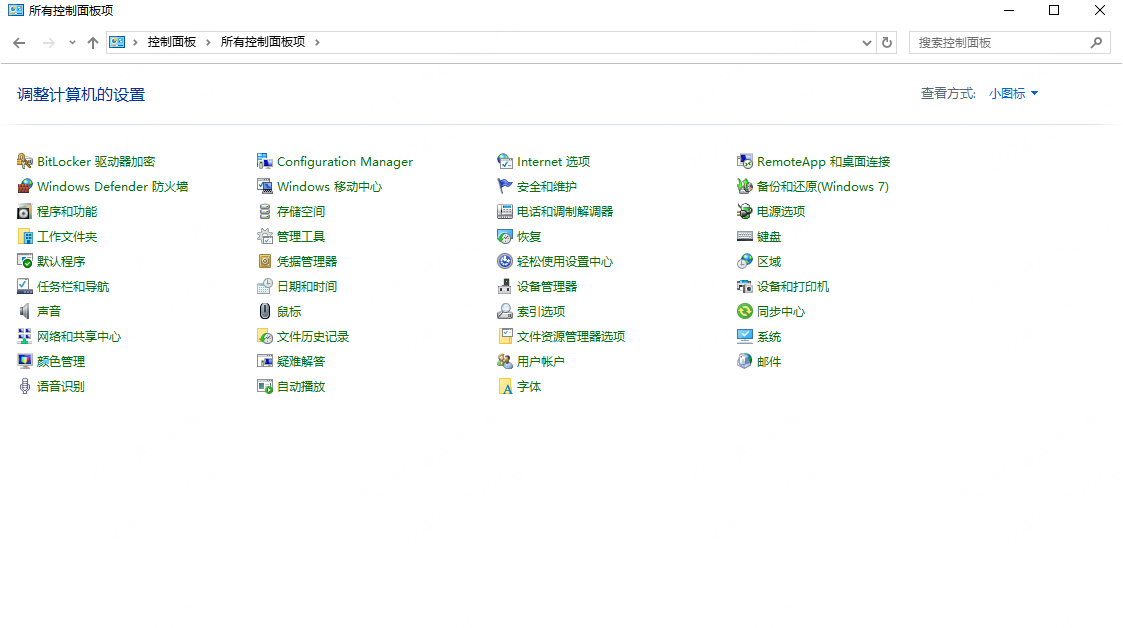 所有控制面板项
控制面板 所有控制面板项
搜索控制面板
调整计算机的设置
查看方式: 小图标
BitLocker 驱动器加密 Configuration Manager Internet 选项 RemoteApp 和桌面连接
Windows Defender 防火墙 Windows 移动中心 安全和维护 备份和还原(Windows 7)
程序和功能 存储空间 电话和调制解调器 电源选项
工作文件夹 管理工具 恢复 键盘
默认程序 凭据管理器 轻松使用设置中心 区域
任务栏和导航 日期和时间 设备管理器 设备和打印机
声音 鼠标 索引选项 同步中心
网络和共享中心 文件历史记录 文件资源管理器选项 系统
颜色管理 疑难解答 用户帐户 邮件
语音识别 自动播放 字体